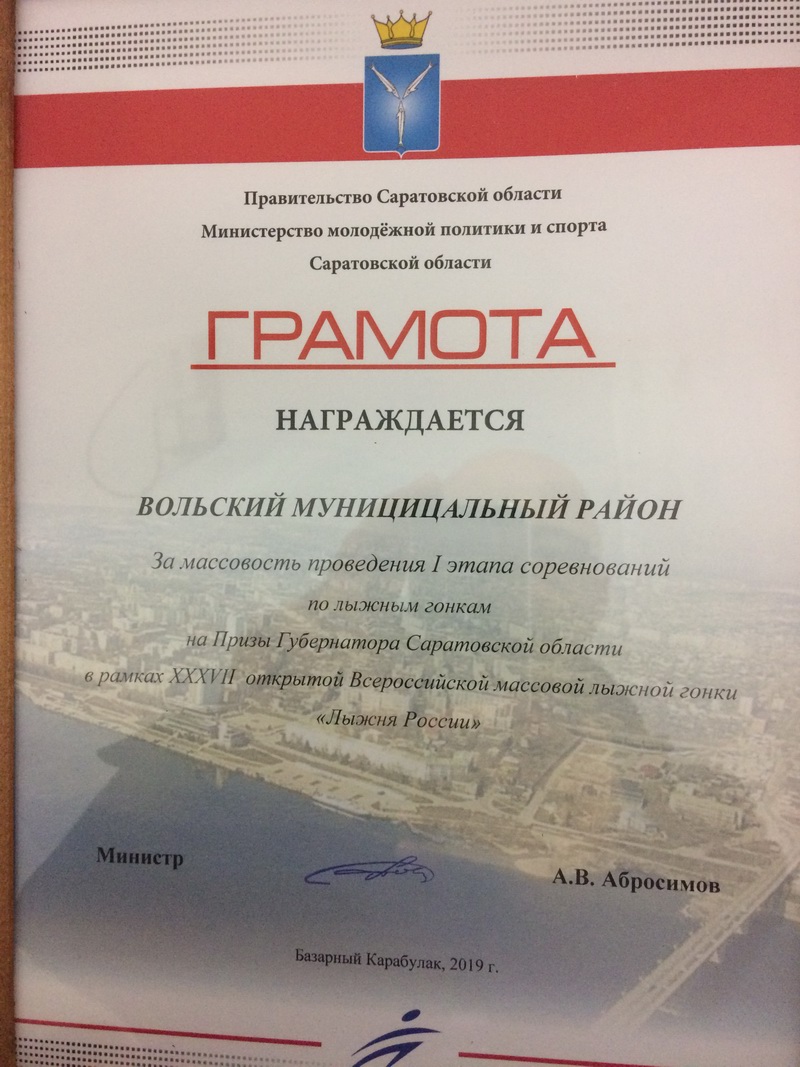 Правительство Саратовской области
Министерство молодёжной политики и спорта
Саратовской области
ГРАМОТА
НАГРАЖДАЕТСЯ
ВОЛЬСКИЙ МУНИЦИЦАЛЬНЫЙ РАЙОН
За массовость проведения I этапа соревнований
по лыжным гонкам
на Призы Губернатора Саратовской области
в рамках XXXVII открытой Всероссийской массовой лыжной гонки
«Лыжня России»
Министр
А.В. Абросимов
Базарный Карабулак, 2019 г.